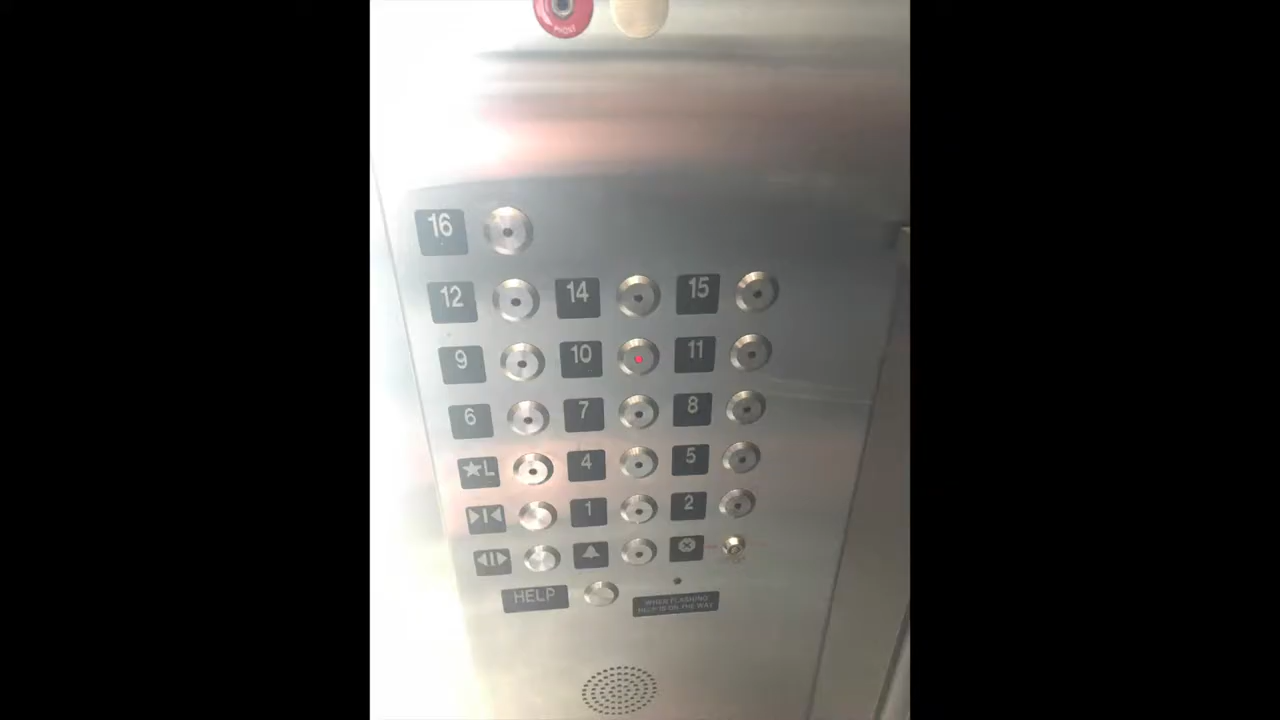 16
12 14 15
9 10 11
6 7 8
★L 4 5
1 2
HELP
WHEN FLASHING
HELP IS ON THE WAY